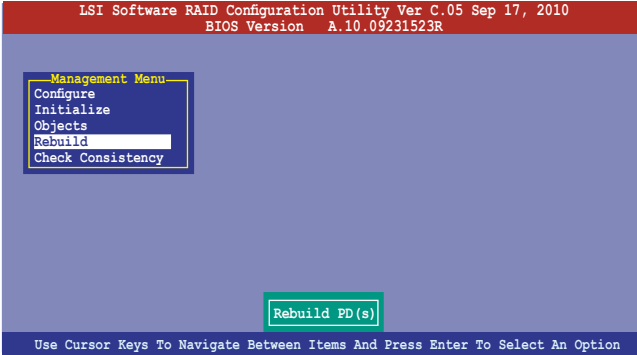 LSI Software RAID Configuration Utility Ver C.05 Sep 17, 2010
BIOS Version A.10.09231523R
Management Menu
Configure
Initialize
Objects
Rebuild
Check Consistency
Rebuild PD(s)
Use Cursor Keys To Navigate Between Items And Press Enter To Select An Option